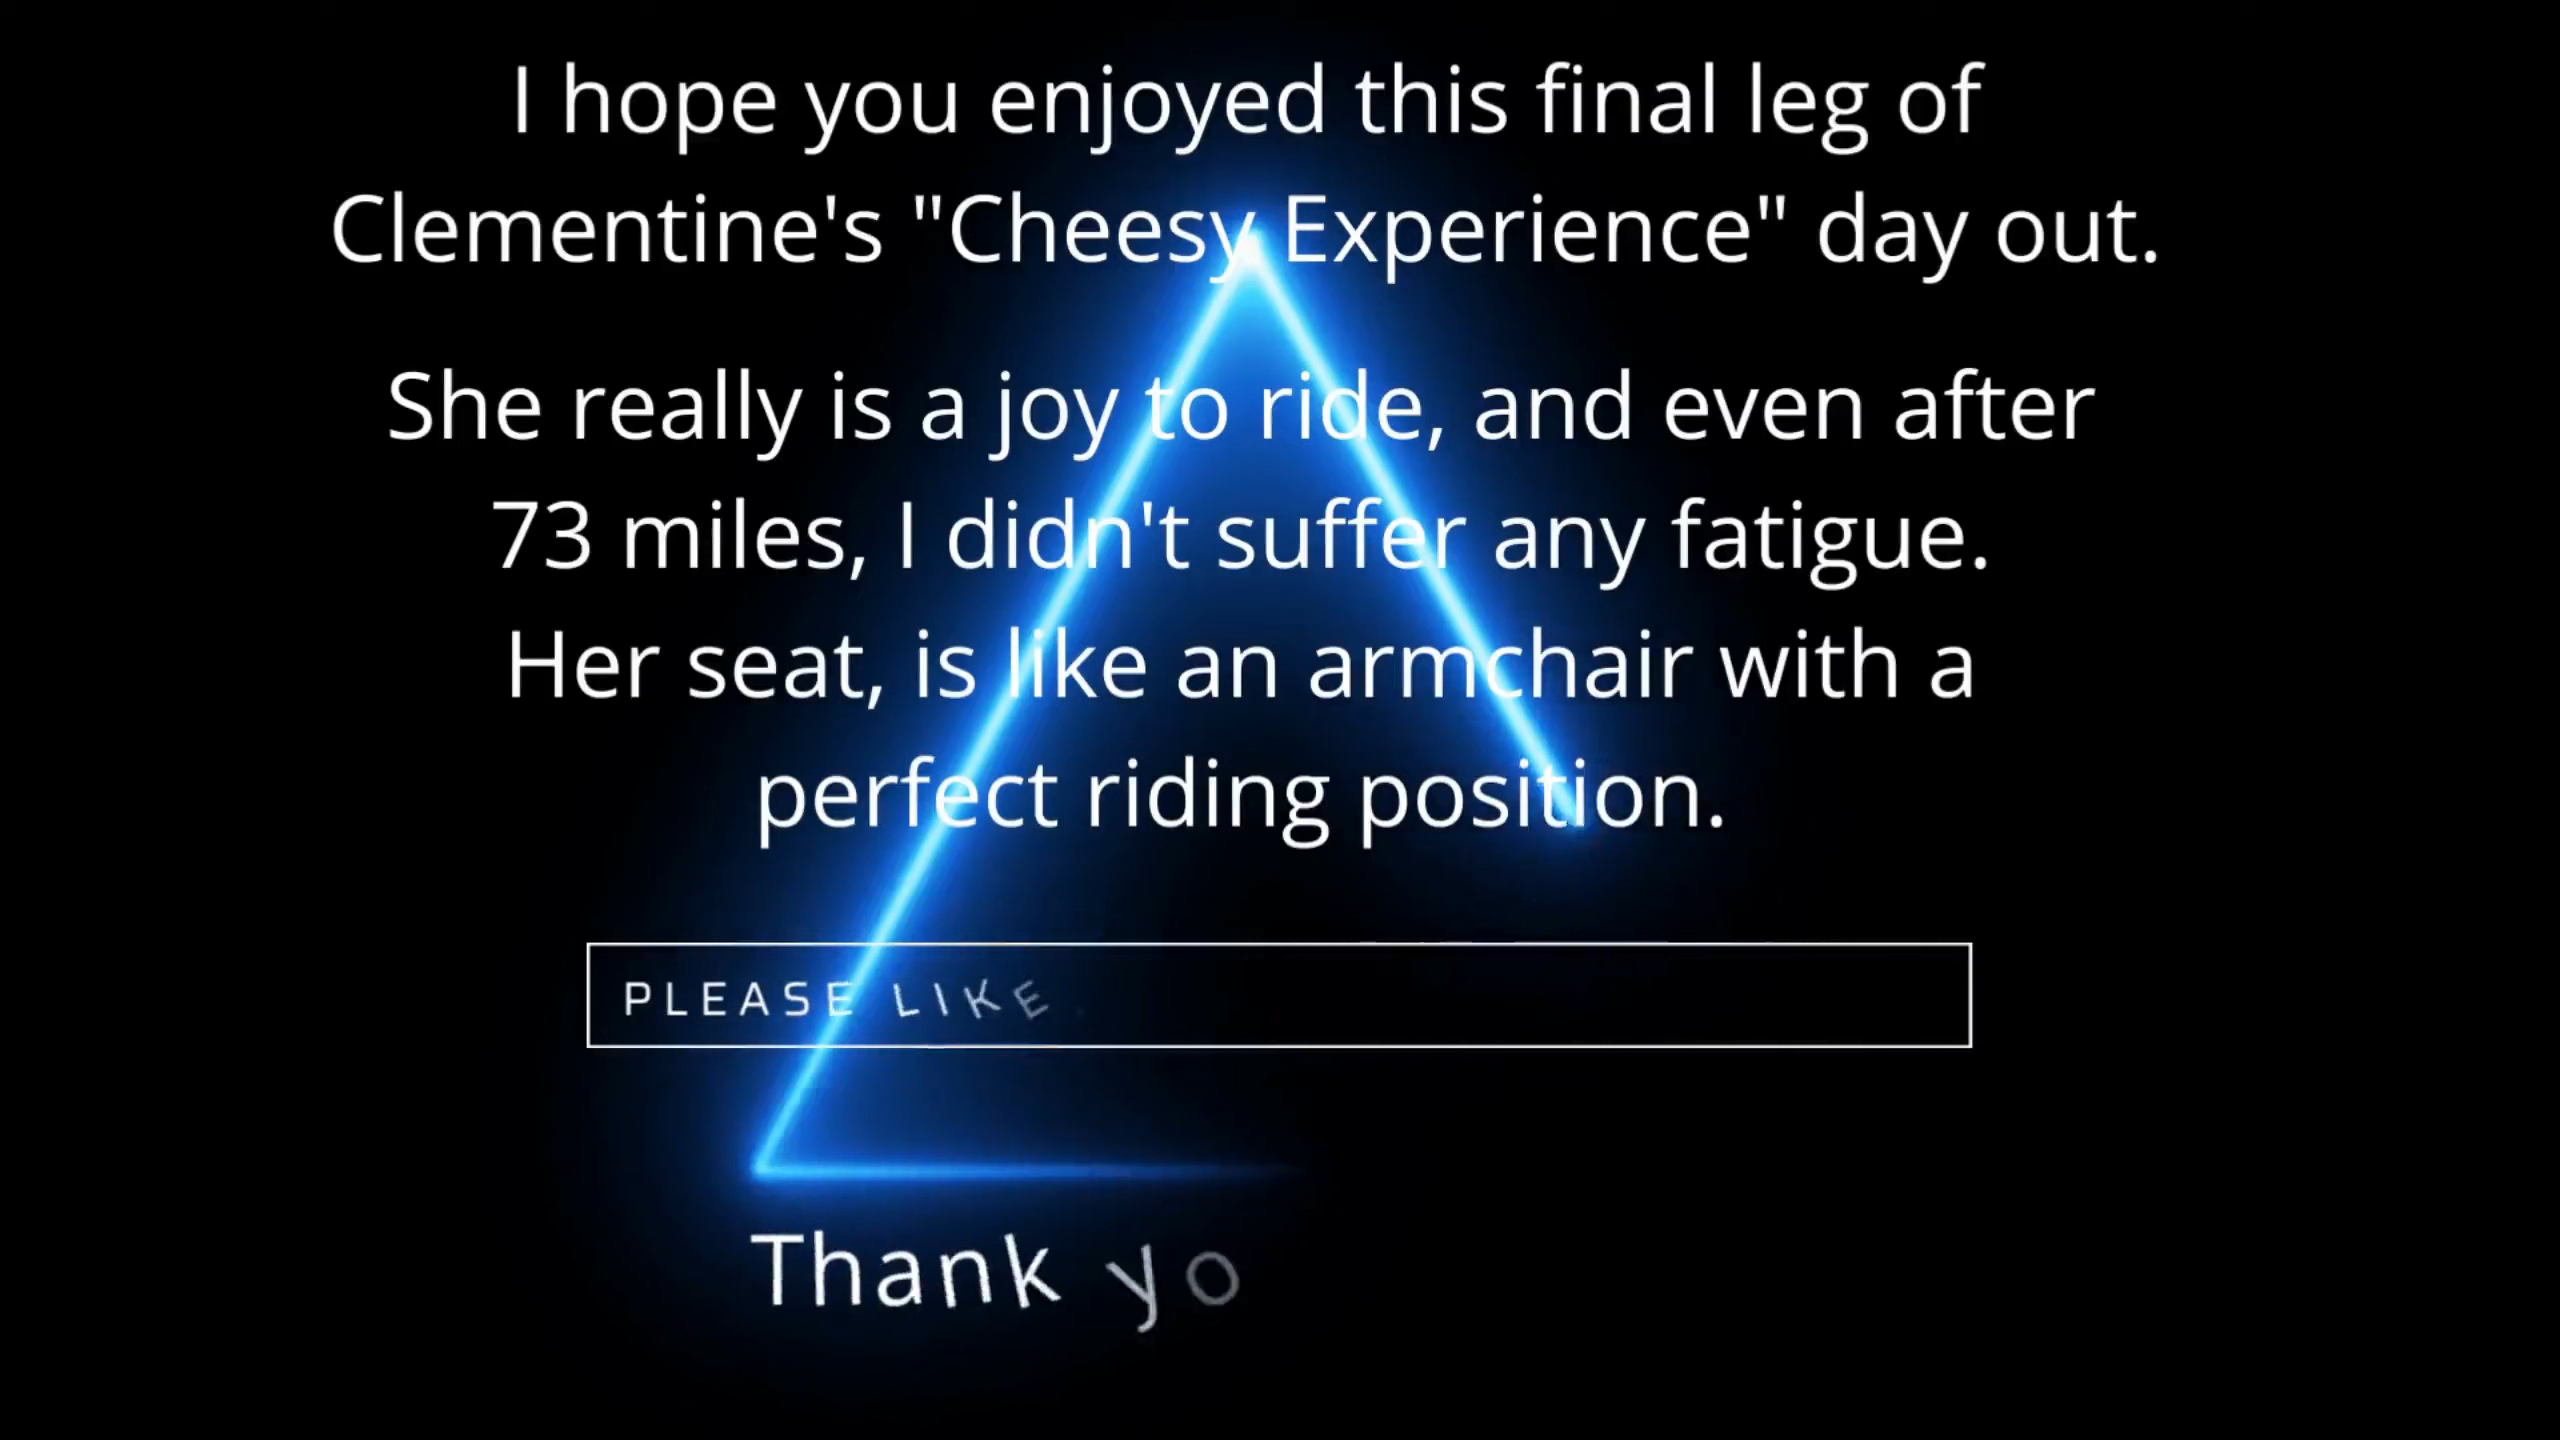 I hope you enjoyed this final leg of
Clementine's "Cheesy Experience" day out.
She really is a joy to ride, and even after
73 miles, I didn't suffer any fatigue.
Her seat, is like an armchair with a
perfect riding position.
PLEASE LIKE
Thank yo